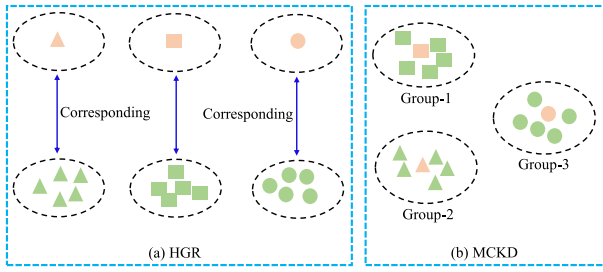 Corresponding
Corresponding
(a) HGR
Group-1
Group-3
Group-2
(b) MCKD